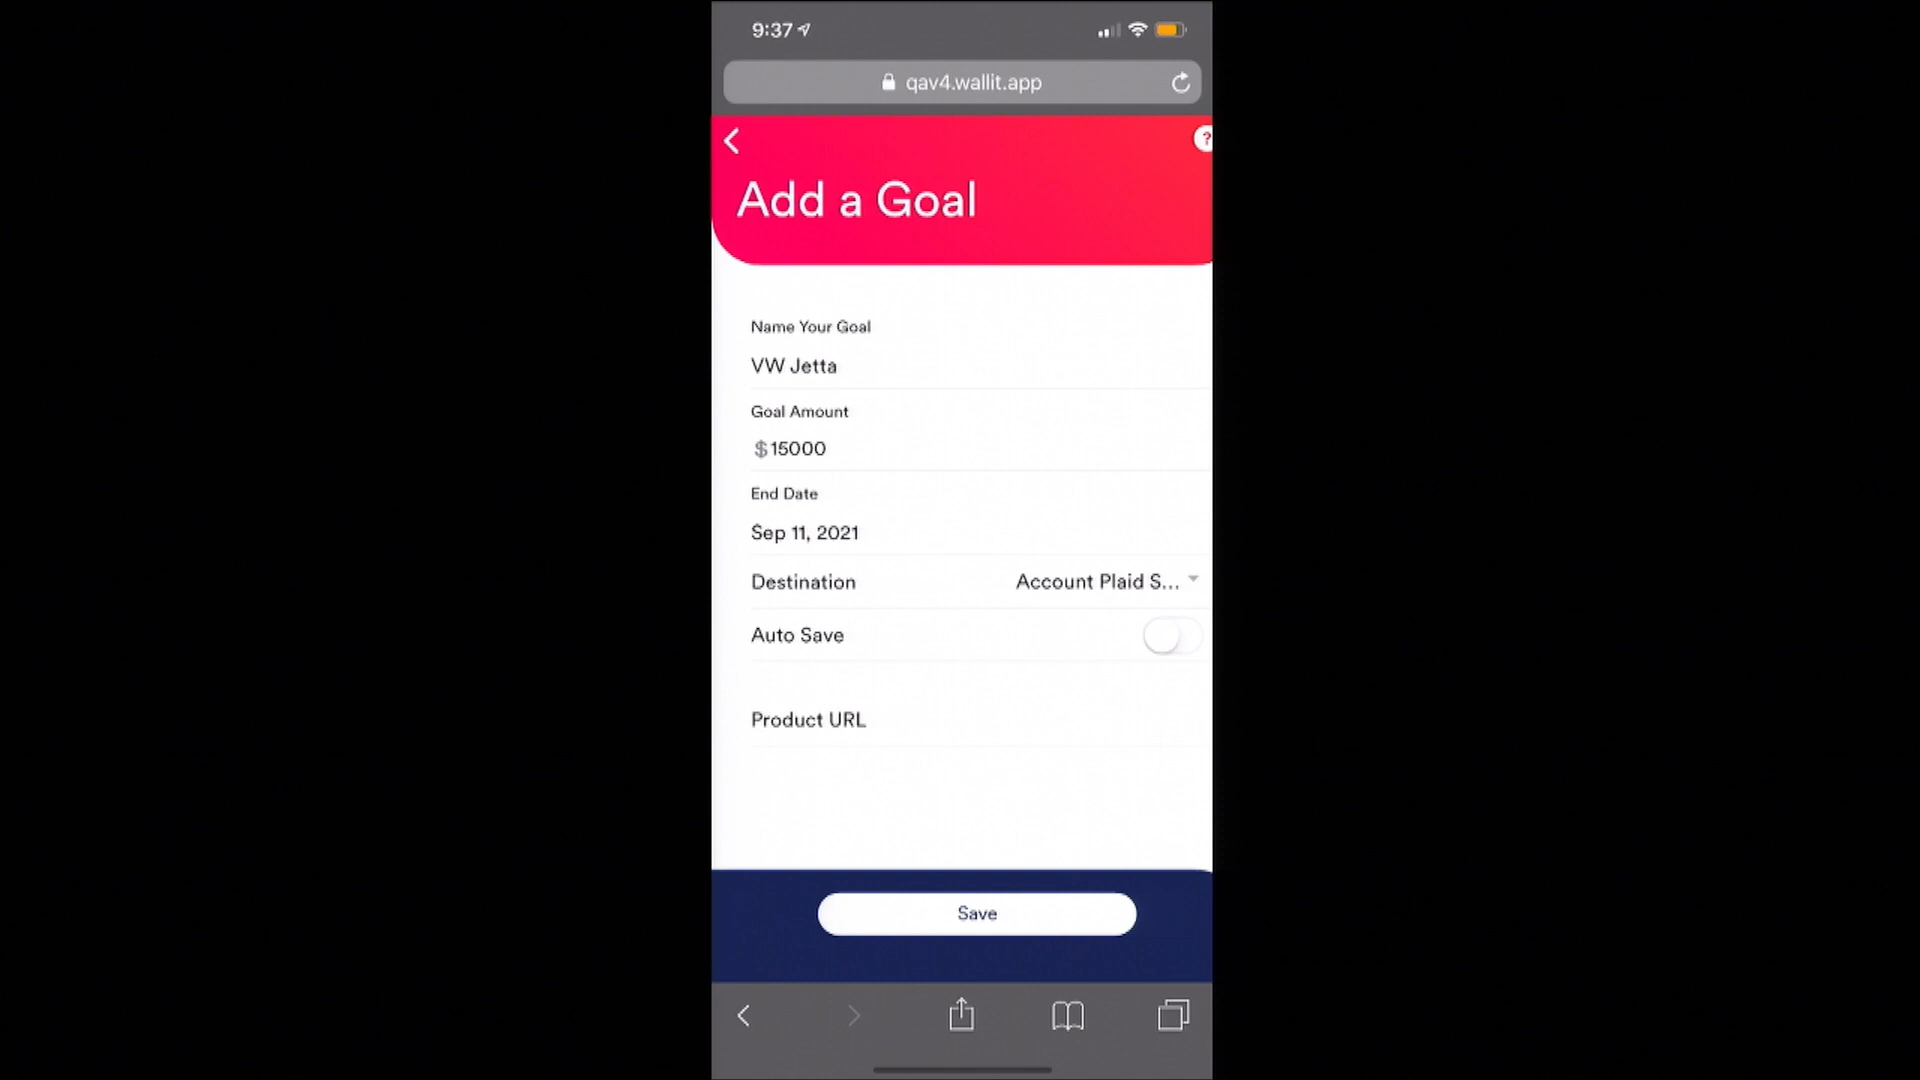 9:37
qav4.wallit.app
?
Add a Goal
Name Your Goal
VW Jetta
Goal Amount
$15000
End Date
Sep 11, 2021
Destination Account Plaid S...
Auto Save
Product URL
Save